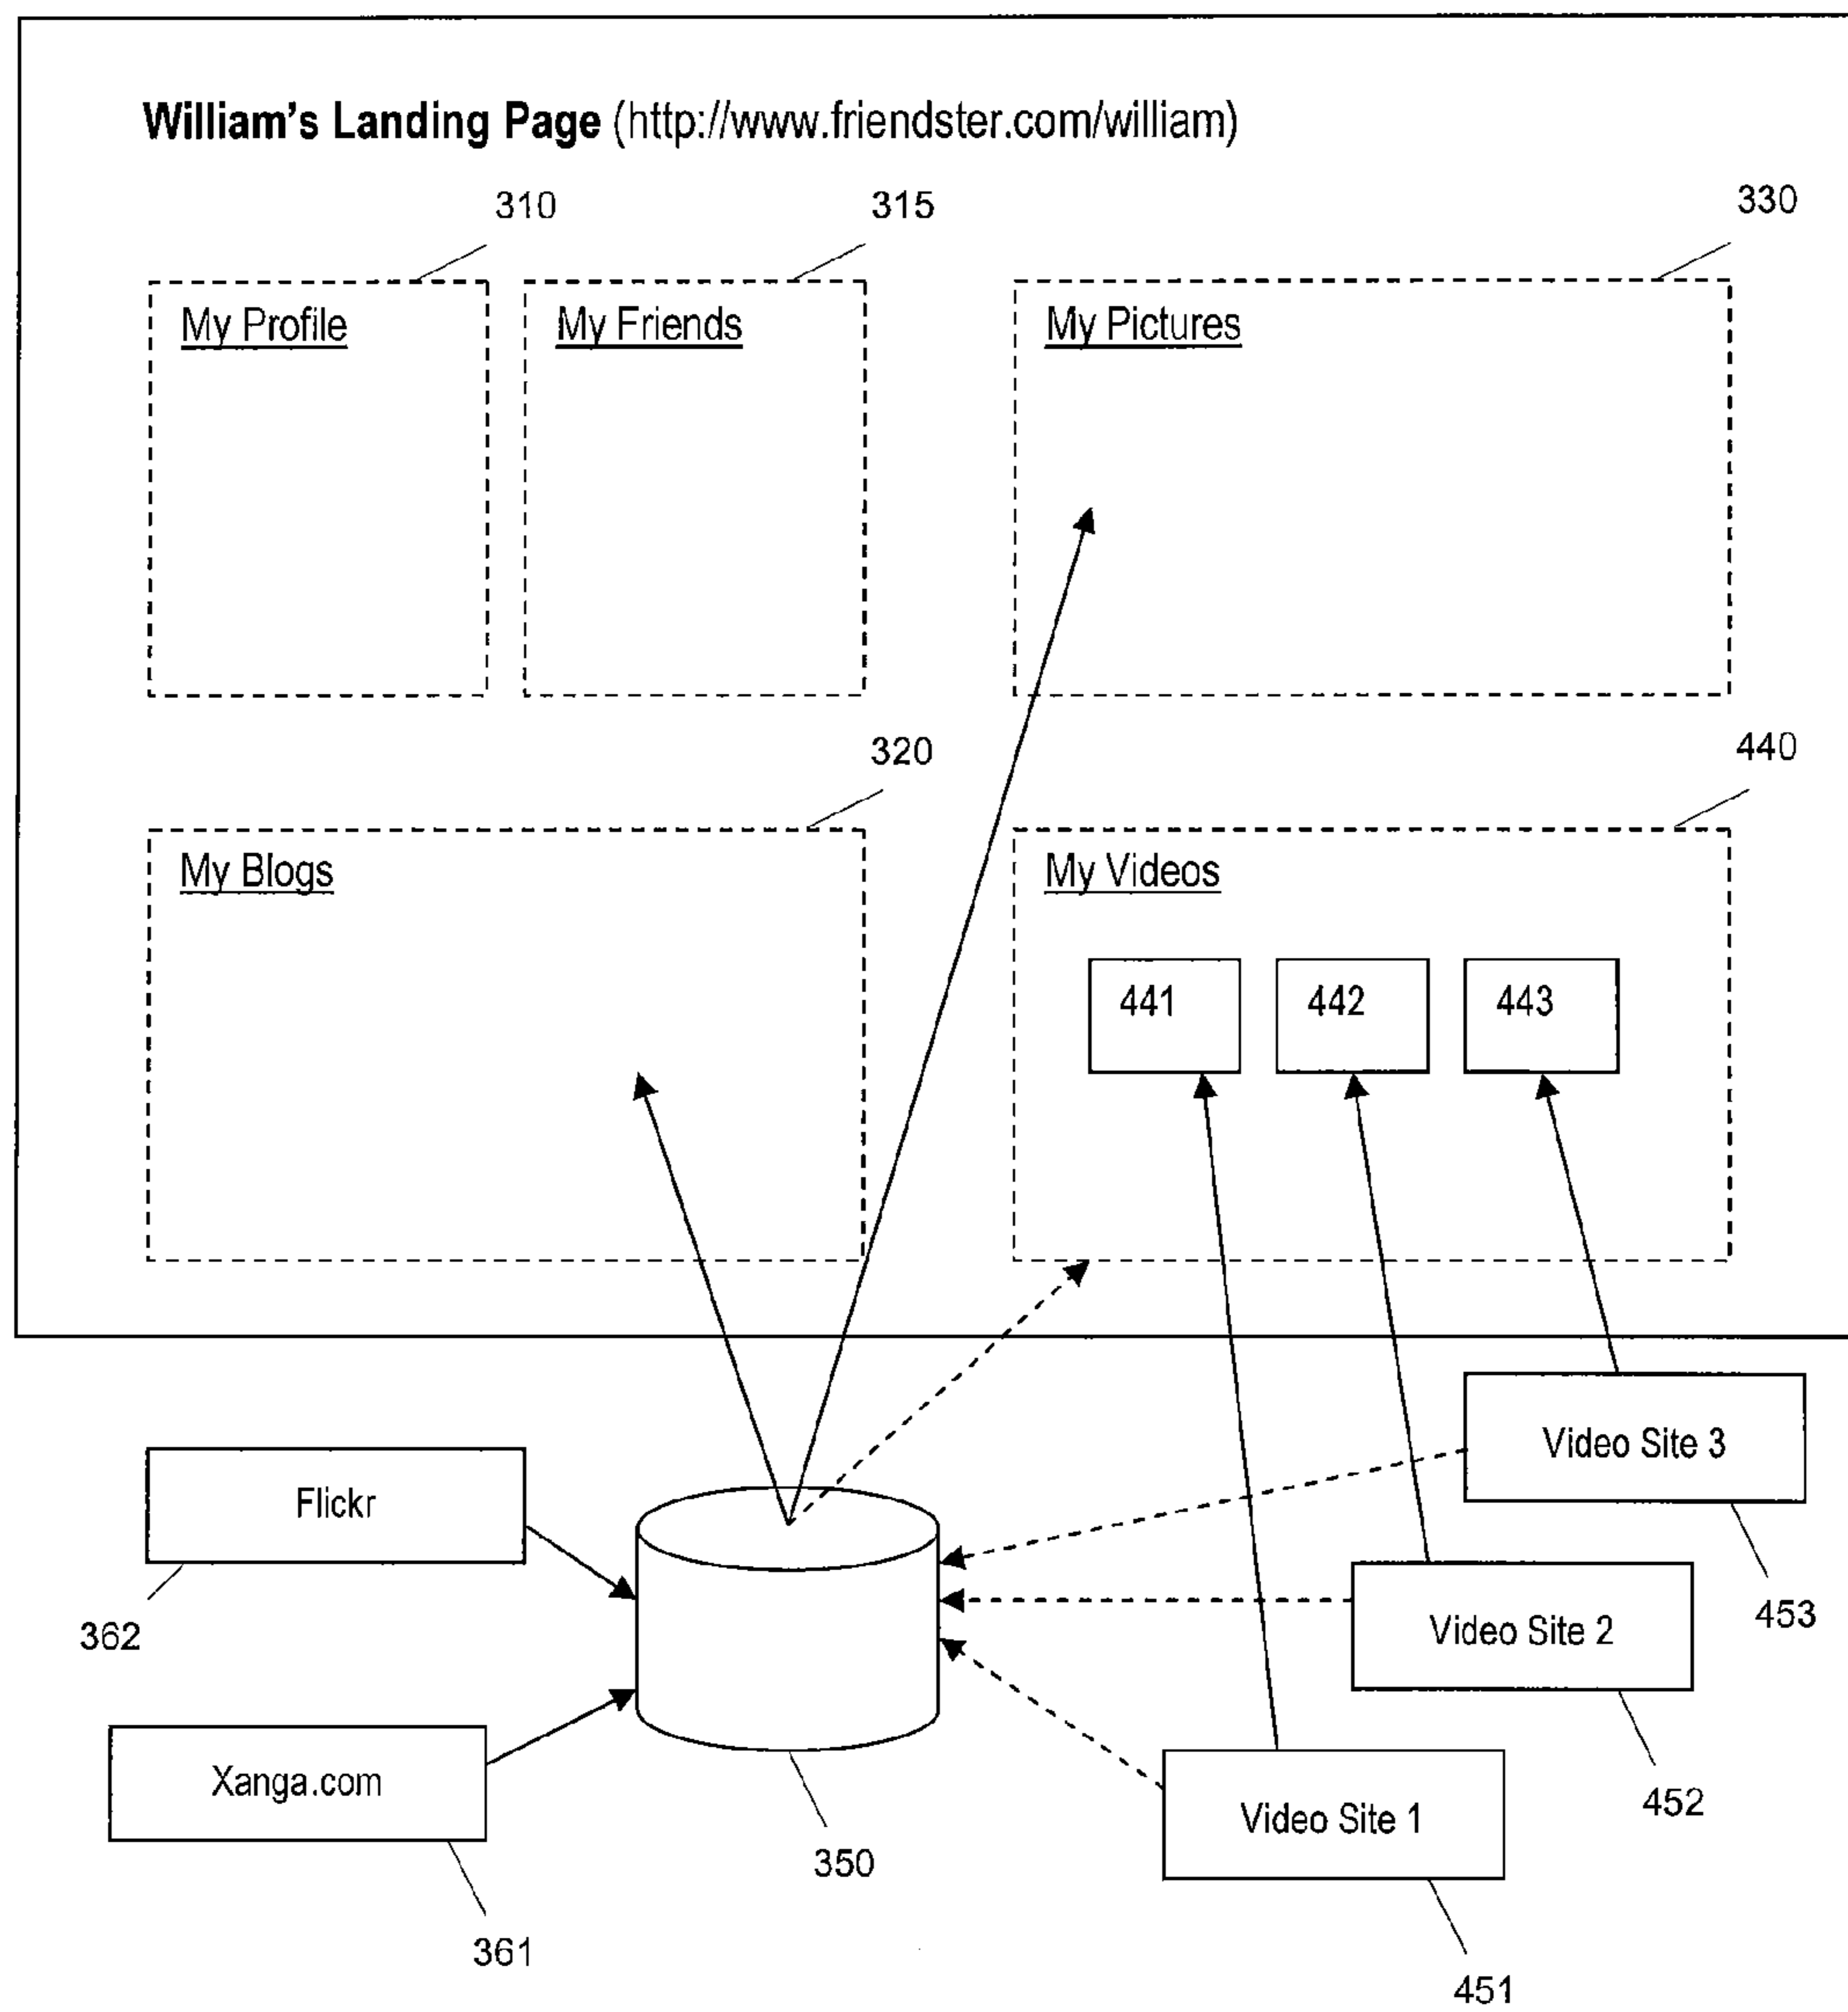 William's Landing Page (http://www.friendster.com/william)
310
315
330
My Profile
My Friends
My Pictures
320
440
My Blogs
My Videos
441
442
443
Flickr
362
Xanga.com
361
350
Video Site 3
453
Video Site 2
452
Video Site 1
451